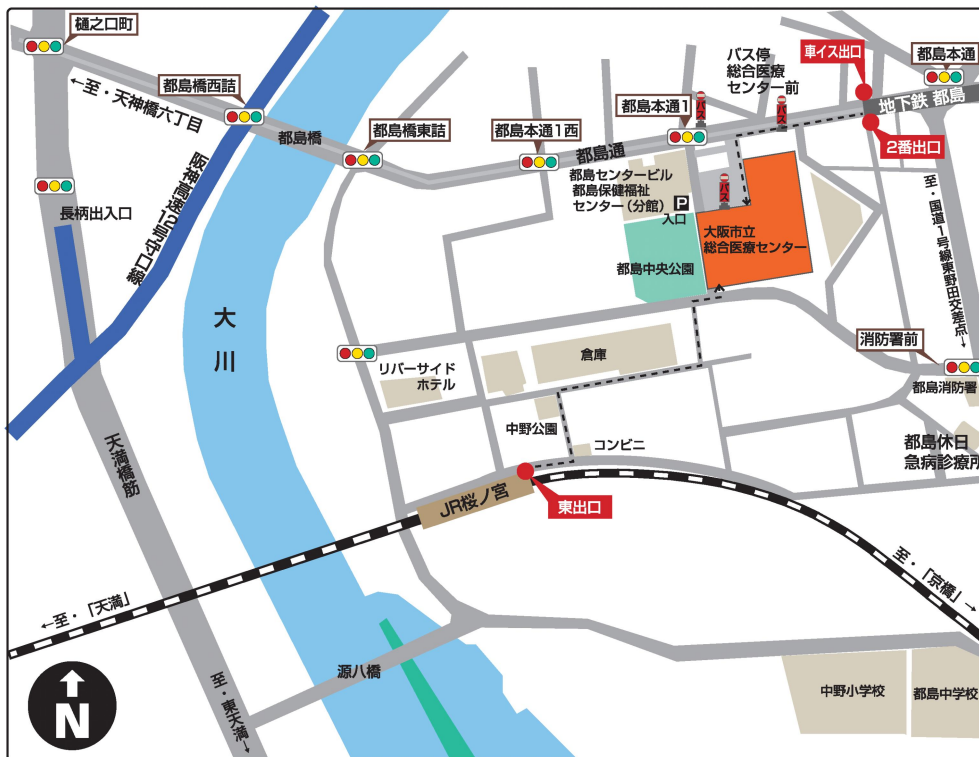 樋之口町
←至・天神橋六丁目
都島橋西詰
都島橋
都島橋東詰
都島本通1西
都島通
都島本通1
バス停
総合医療
センター前
バス
バス
車イス出口
都島本通
地下鉄 都島
2番出口
至・国道1号線東野田交差点→
長柄出入口
阪神高速12号守口線
都島センタービル
都島保健福祉
センター(分館)
P
入口
バス
大阪市立
総合医療センター
都島中央公園
大川
消防署前
都島消防署
リバーサイド
ホテル
倉庫
中野公園
コンビニ
都島休日
急病診療所
天満橋筋
JR桜ノ宮
東出口
←至・「天満」
至・「京橋」→
源八橋
至・東天満→
中野小学校
都島中学校
N